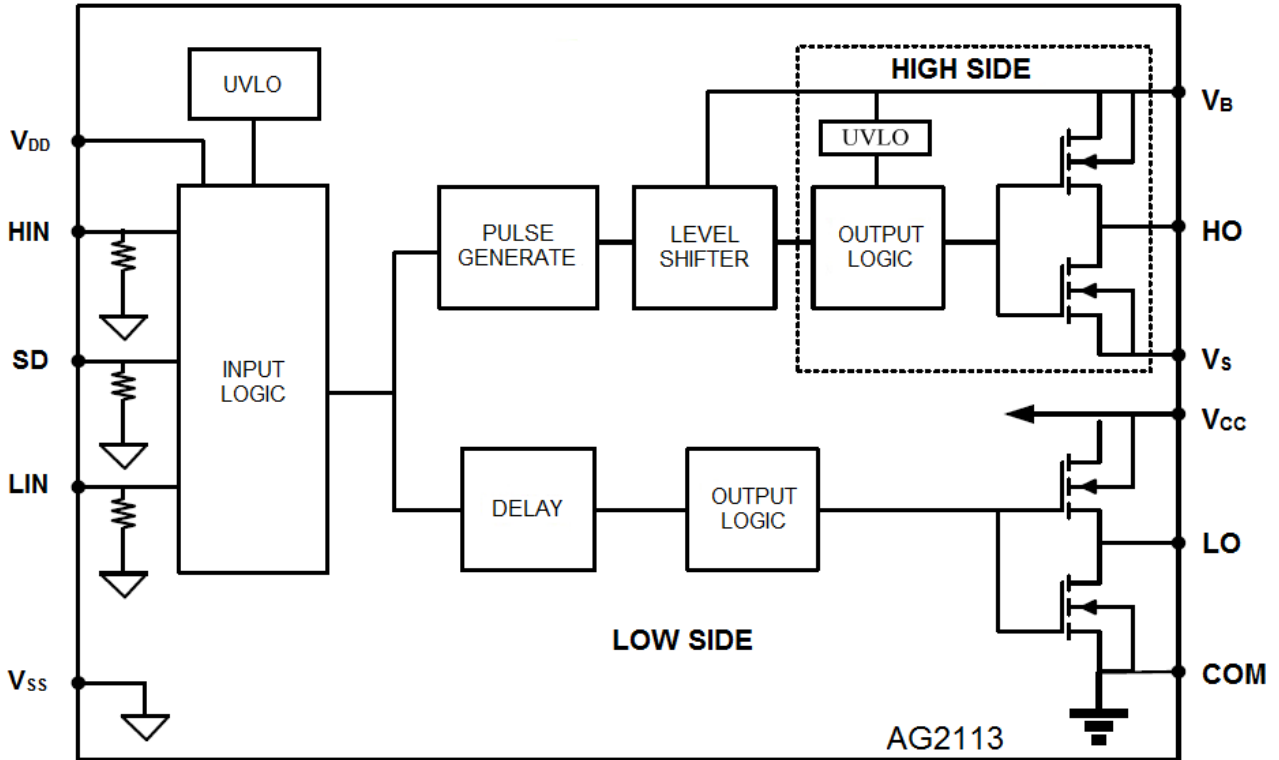 UVLO
HIGH SIDE
VDD
VB
UVLO
HIN
PULSE
GENERATE
LEVEL
SHIFTER
OUTPUT
LOGIC
HO
SD
INPUT
LOGIC
VS
VCC
LIN
DELAY
OUTPUT
LOGIC
LO
LOW SIDE
VSS
COM
AG2113